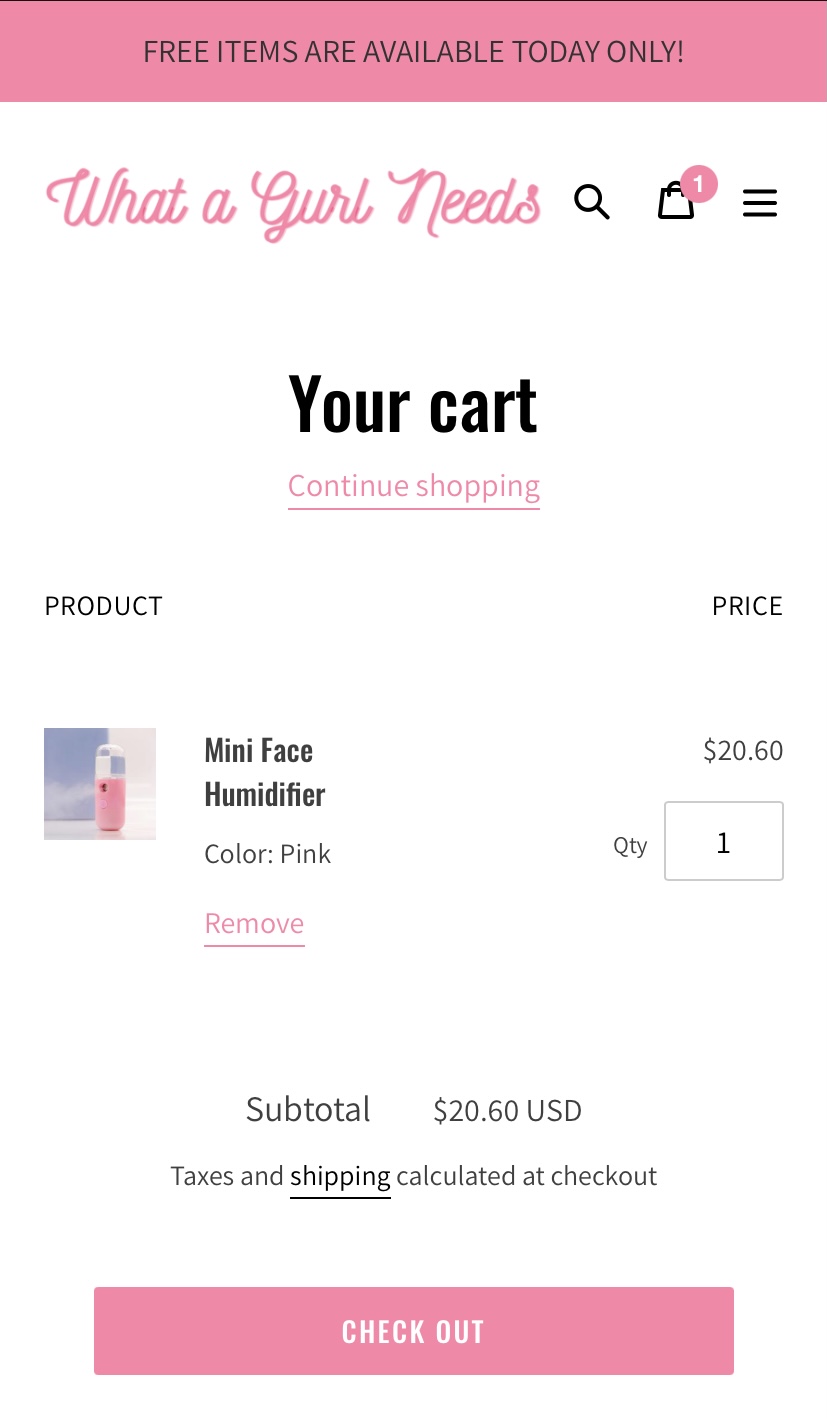 FREE ITEMS ARE AVAILABLE TODAY ONLY!
What a Gurl Needs
1
Your cart
Continue shopping
PRODUCT PRICE
Mini Face $20.60
Humidifier
Qty 1
Color: Pink
Remove
Subtotal $20.60 USD
Taxes and shipping calculated at checkout
CHECK OUT